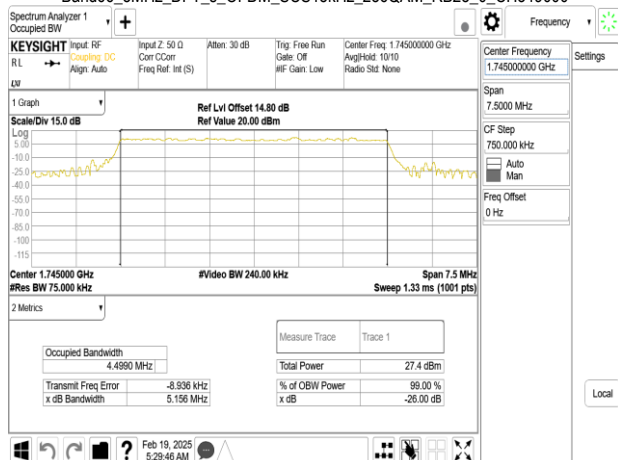 Spectrum Analyzer 1
Occupied BW
+
Frequency
KEYSIGHT
RL
LXI
Input: RF
Coupling: DC
Align: Auto
Input Z: 50 Ω
Corr CCorr
Freq Ref: Int (S)
Atten: 30 dB
Trig: Free Run
Gate: Off
#IF Gain: Low
Center Freq: 1.745000000 GHz
Avg|Hold: 10/10
Radio Std: None
Center Frequency
1.745000000 GHz
Settings
Span
7.5000 MHz
CF Step
750.000 kHz
Auto
Man
Freq Offset
0 Hz
Local
1 Graph
Scale/Div 15.0 dB
Ref Lvl Offset 14.80 dB
Ref Value 20.00 dBm
Log
5.00
-10.0
-25.0
-40.0
-55.0
-70.0
-85.0
-100
-115
Center 1.745000 GHz
#Video BW 240.00 kHz
Span 7.5 MHz
#Res BW 75.000 kHz
Sweep 1.33 ms (1001 pts)
2 Metrics
Measure Trace Trace 1
Occupied Bandwidth
4.4990 MHz
Total Power 27.4 dBm
Transmit Freq Error -8.936 kHz
% of OBW Power 99.00 %
x dB Bandwidth 5.156 MHz
x dB -26.00 dB
?
Feb 19, 2025
5:29:46 AM